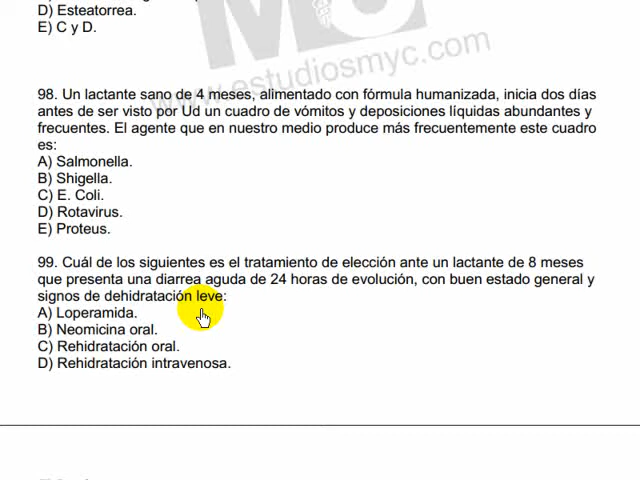 D) Esteatorrea.
E) C y D.
www.estudiosmyc.com
98. Un lactante sano de 4 meses, alimentado con fórmula humanizada, inicia dos días
antes de ser visto por Ud un cuadro de vómitos y deposiciones líquidas abundantes y
frecuentes. El agente que en nuestro medio produce más frecuentemente este cuadro
es:
A) Salmonella.
B) Shigella.
C) E. Coli.
D) Rotavirus.
E) Proteus.
99. Cuál de los siguientes es el tratamiento de elección ante un lactante de 8 meses
que presenta una diarrea aguda de 24 horas de evolución, con buen estado general y
signos de dehidratación leve:
A) Loperamida.
B) Neomicina oral.
C) Rehidratación oral.
D) Rehidratación intravenosa.